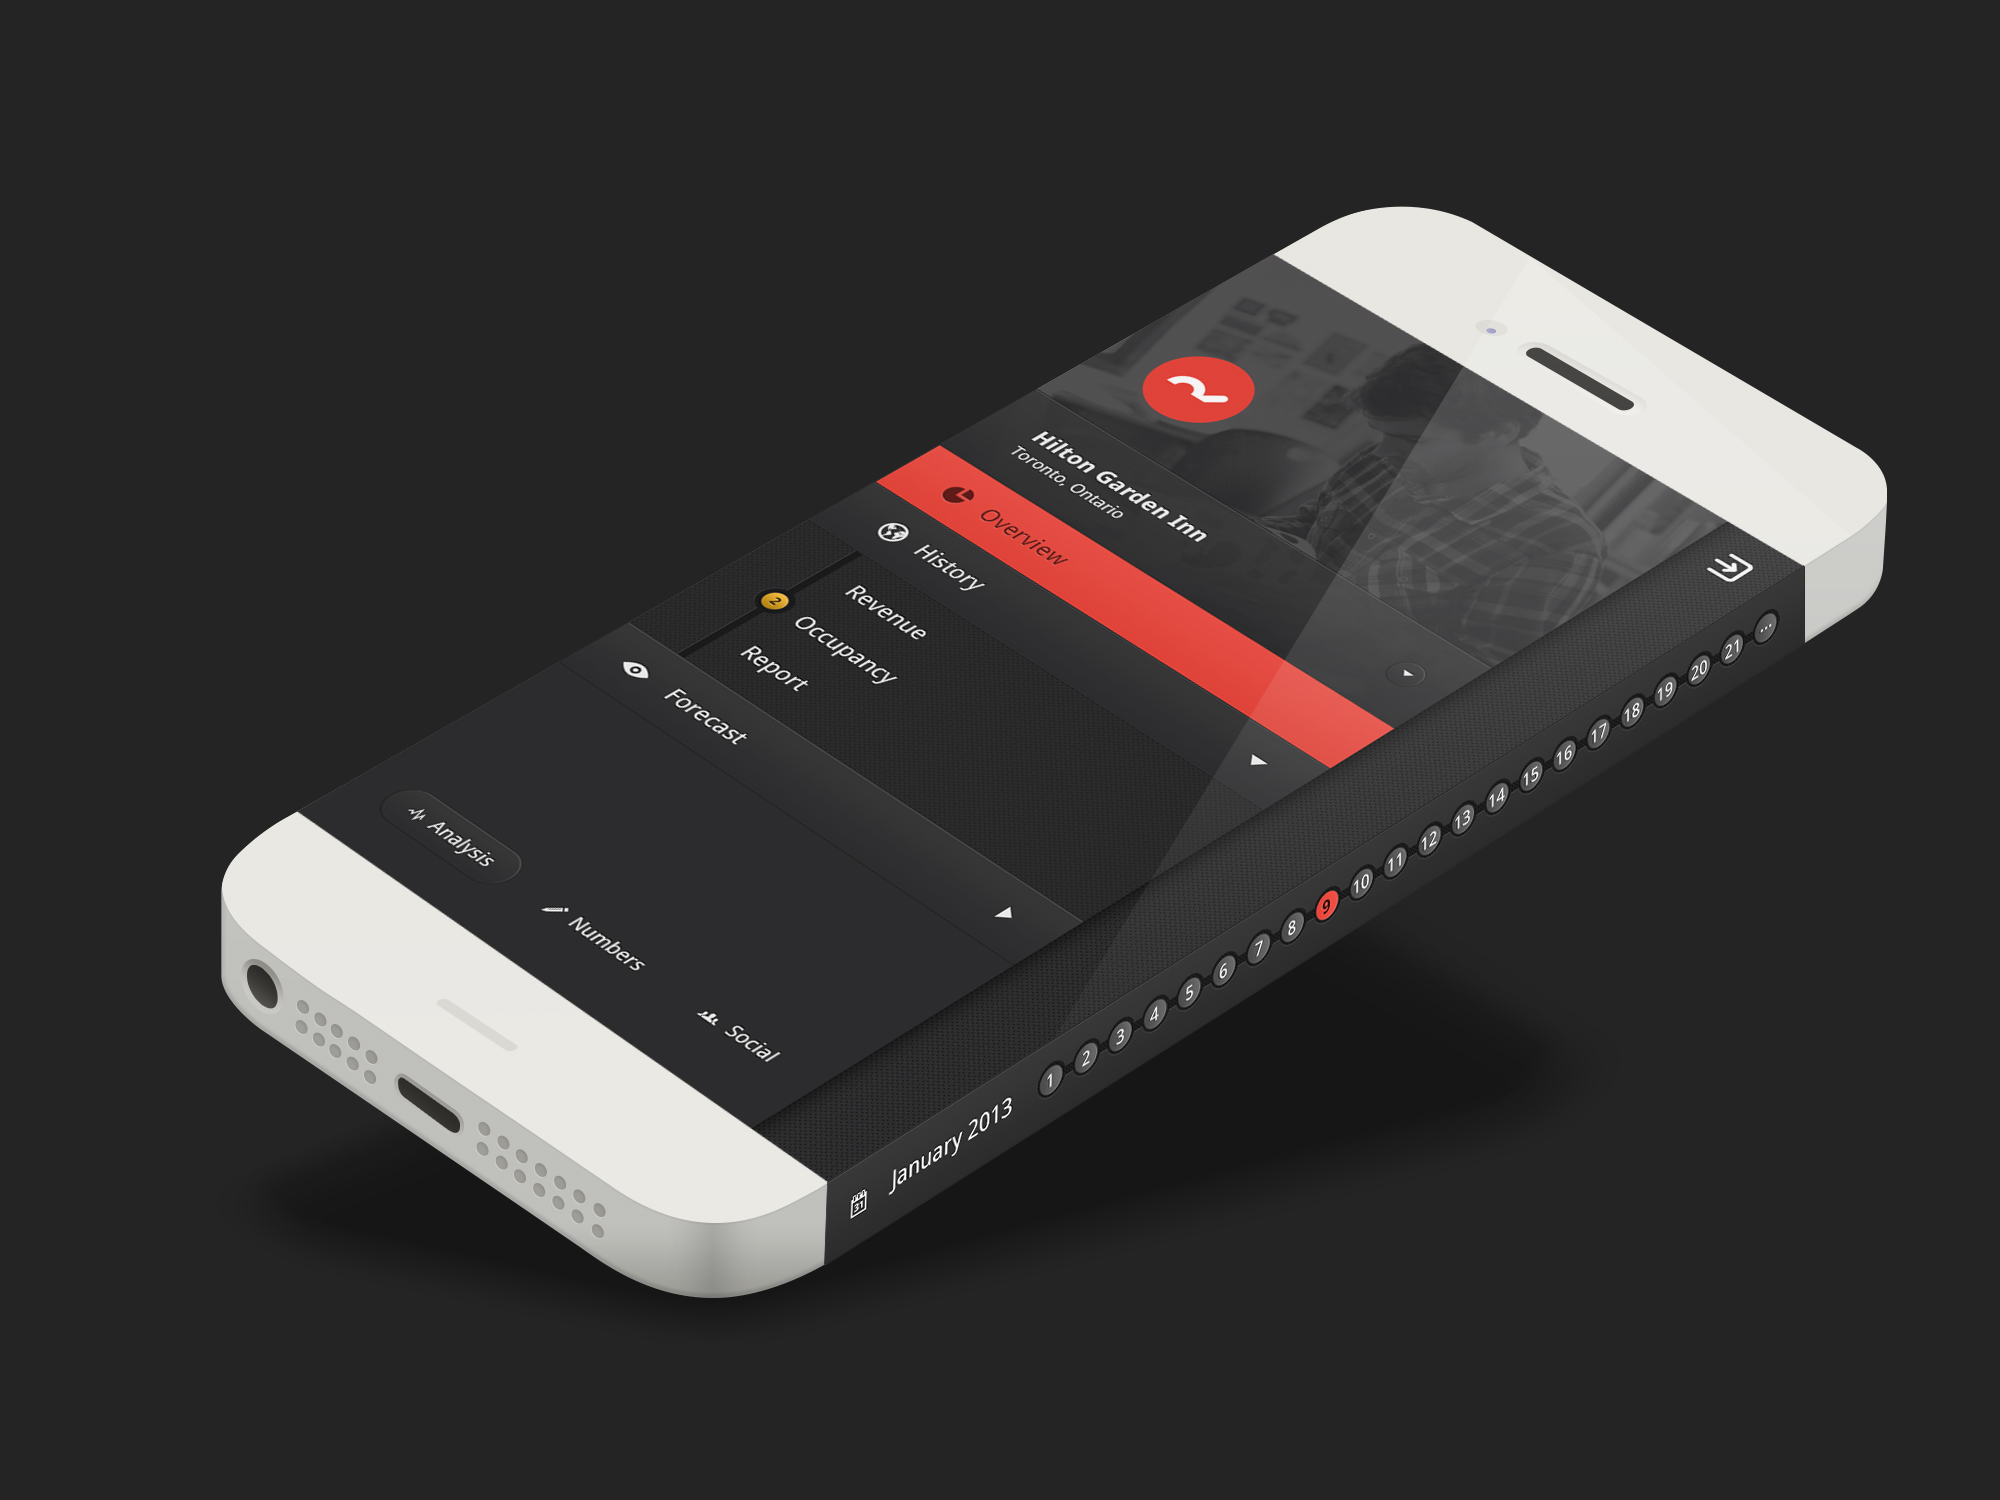 Hilton Garden Inn
Toronto, Ontario
Overview
History
Revenue
2
Occupancy
Report
Forecast
Analysis
Numbers
Social
31
January 2013
1 2 3 4 5 6 7 8 9 10 11 12 13 14 15 16 17 18 19 20 21 ...